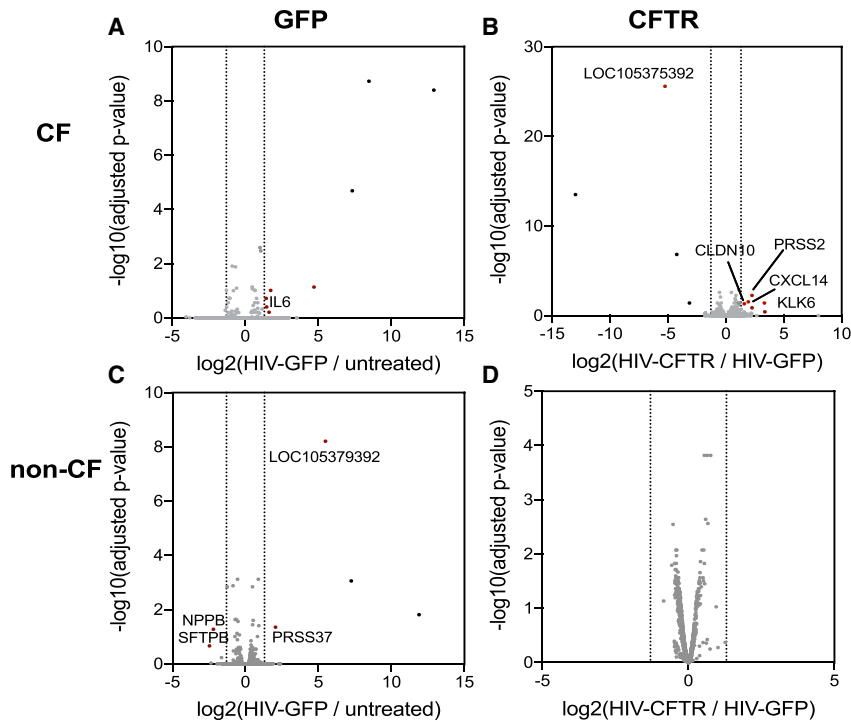 GFP
CFTR
CF
non-CF
A
10
8
6
4
2
0
-log10(adjusted p-value)
IL6
-5
0
5
10
15
log2(HIV-GFP / untreated)
B
30
20
10
0
-log10(adjusted p-value)
LOC105375392
CLDN10
PRSS2
CXCL14
KLK6
-15
-10
-5
0
5
10
log2(HIV-CFTR / HIV-GFP)
C
10
8
6
4
2
0
-log10(adjusted p-value)
LOC105379392
NPPB
SFTPB
PRSS37
-5
0
5
10
15
log2(HIV-GFP / untreated)
D
5
4
3
2
1
0
-log10(adjusted p-value)
-5
0
5
log2(HIV-CFTR / HIV-GFP)